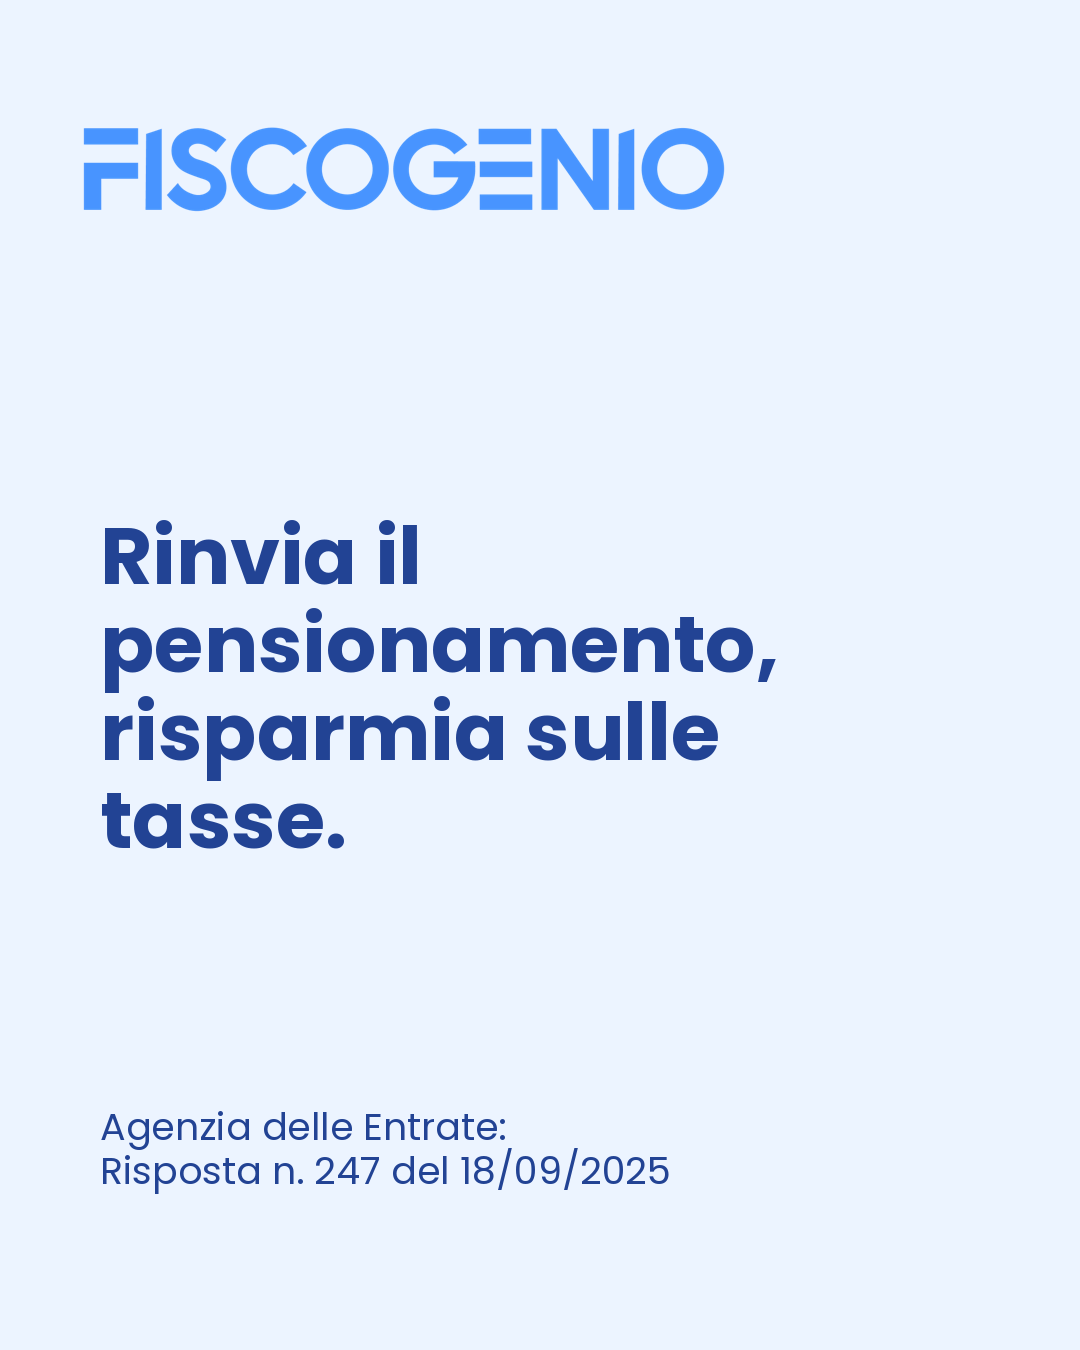 FISCOGENIO
Rinvia il
pensionamento,
risparmia sulle
tasse.
Agenzia delle Entrate:
Risposta n. 247 del 18/09/2025